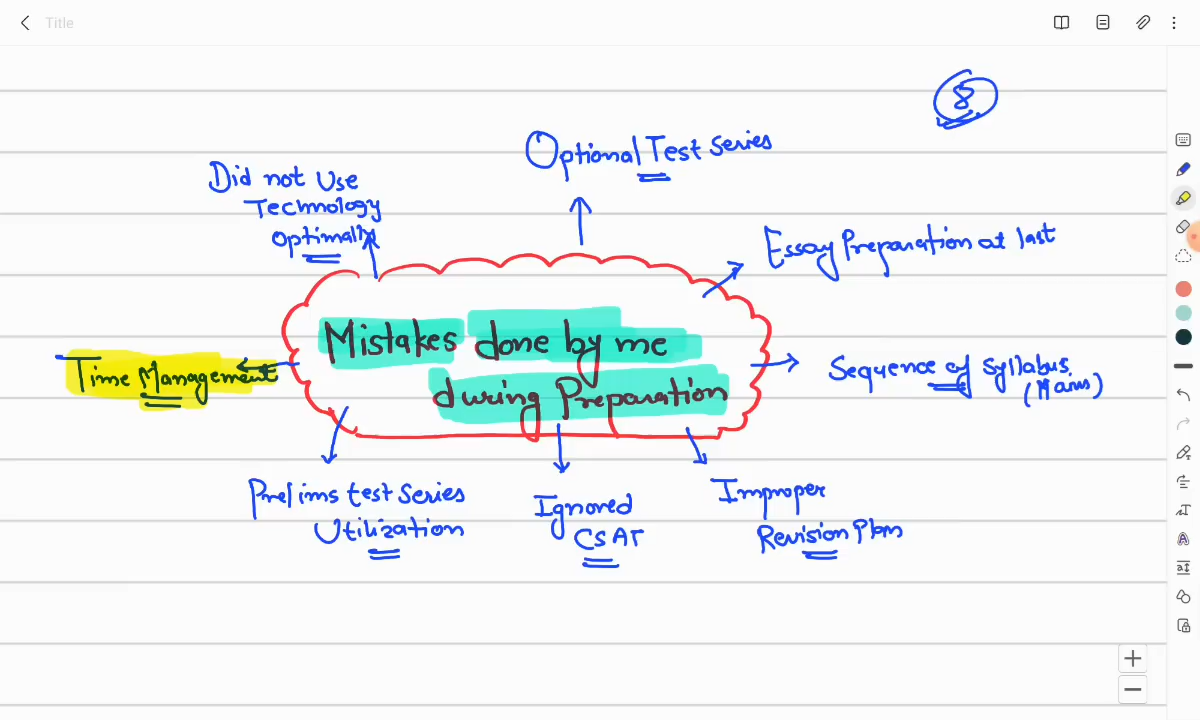 Title
8
Optional Test Series
Did not Use
Technology
Optimally
Essay Preparation at last
Mistakes done by me
during Preparation
Time Management
Sequence of Syllabus
(Mains)
Prelims test Series
Utilization
Ignored
CSAT
Improper
Revision Plan